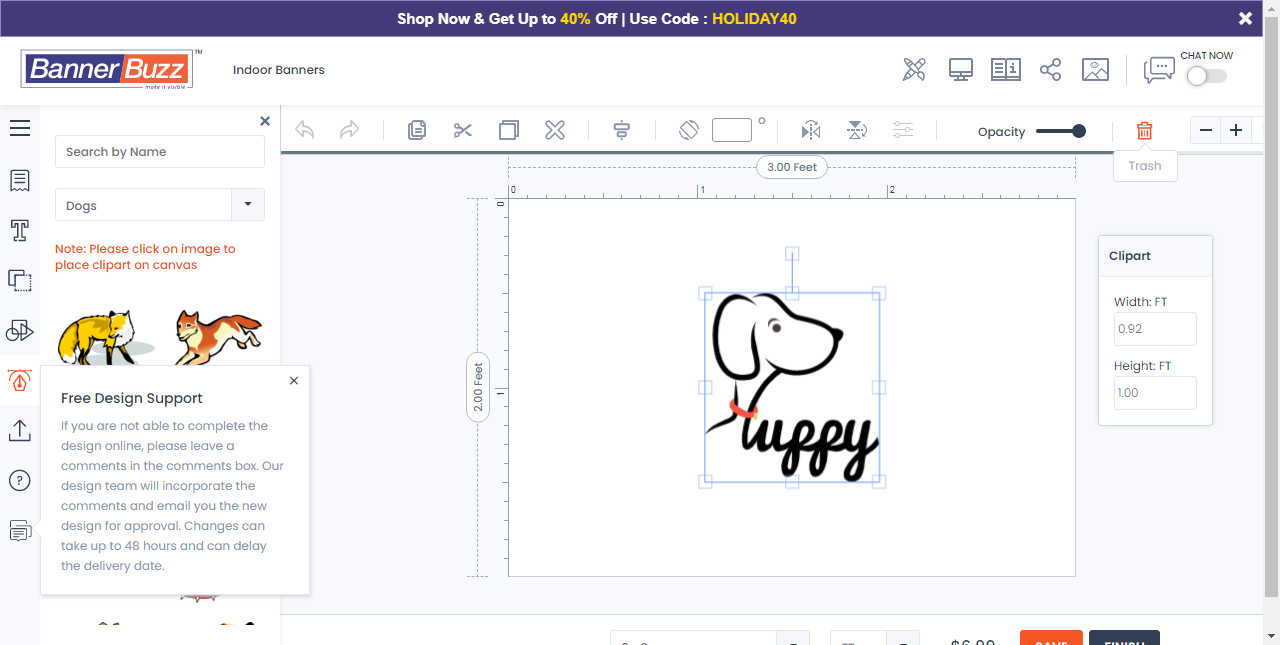 Shop Now & Get Up to 40% Off | Use Code : HOLIDAY40
BannerBuzz™
make it visible
Indoor Banners
CHAT NOW
Search by Name
Dogs
Note: Please click on image to
place clipart on canvas
Opacity
Trash
3.00 Feet
0
1
2
0
1
2.00 Feet
uppy
Clipart
Width: FT
0.92
Height: FT
1.00
Free Design Support
If you are not able to complete the
design online, please leave a
comments in the comments box. Our
design team will incorporate the
comments and email you the new
design for approval. Changes can
take up to 48 hours and can delay
the delivery date.
SAVE
FINISH